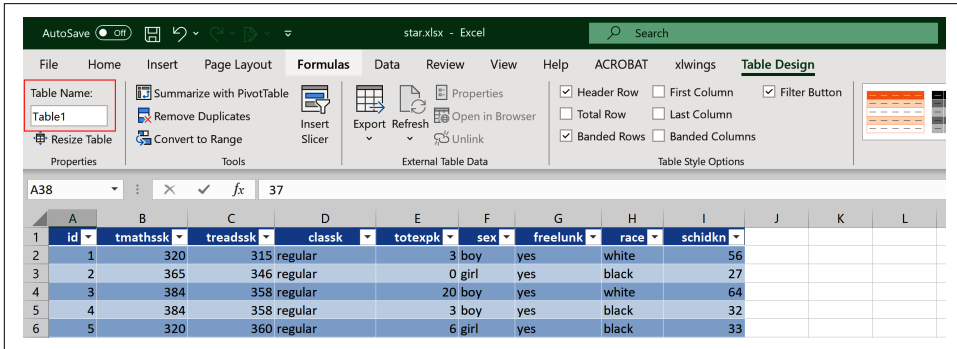 AutoSave Off star.xlsx - Excel Search
File Home Insert Page Layout Formulas Data Review View Help ACROBAT xlwings Table Design
Table Name:
Table1
Resize Table
Properties
Summarize with PivotTable
Remove Duplicates
Convert to Range
Insert
Slicer
Tools
Export Refresh
Properties
Open in Browser
Unlink
External Table Data
Header Row First Column Filter Button
Total Row Last Column
Banded Rows Banded Columns
Table Style Options
A38 fx 37
A B C D E F G H I J K L
1 id tmathssk treadssk classk totexpk sex freelunk race schidkn
2 1 320 315 regular 3 boy yes white 56
3 2 365 346 regular 0 girl yes black 27
4 3 384 358 regular 20 boy yes white 64
5 4 384 358 regular 3 boy yes black 32
6 5 320 360 regular 6 girl yes black 33